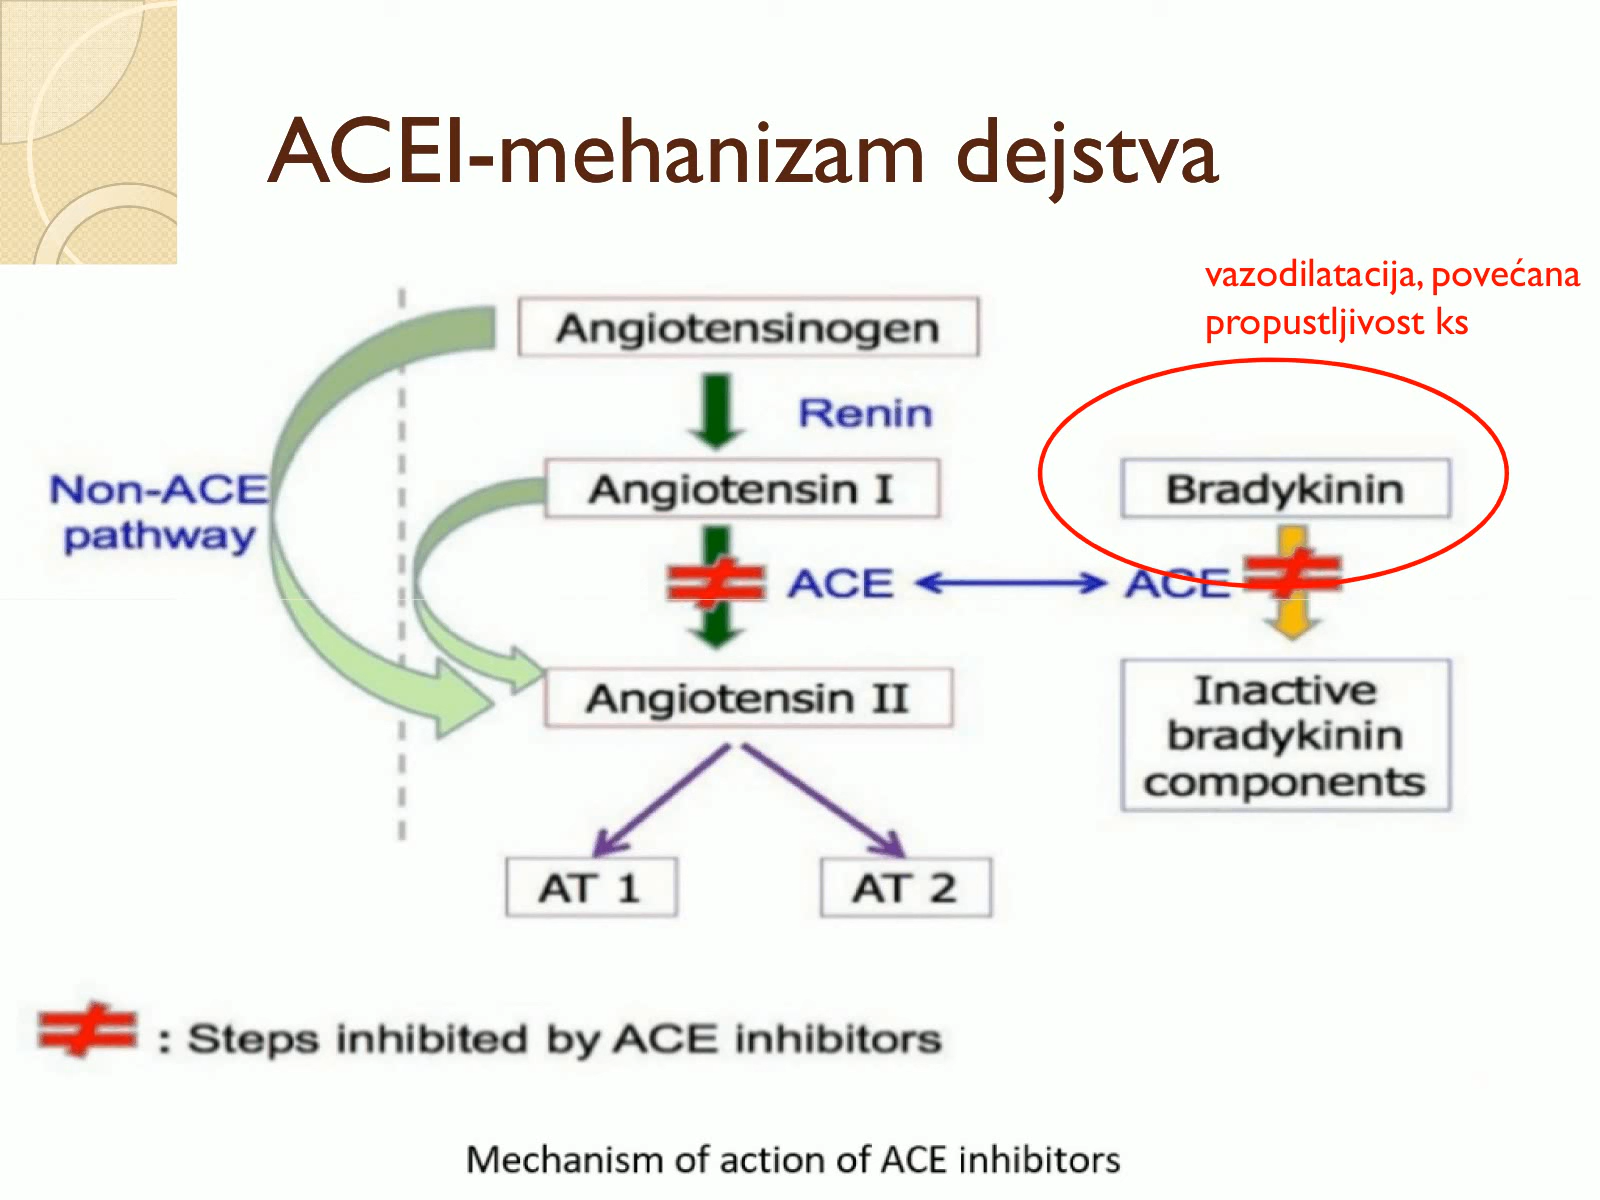 ACEI-mehanizam dejstva
vazodilatacija, povećana
propustljivost ks
Angiotensinogen
Renin
Non-ACE
pathway
Angiotensin I
Bradykinin
ACE
ACE
Angiotensin II
Inactive
bradykinin
components
AT 1
AT 2
: Steps inhibited by ACE inhibitors
Mechanism of action of ACE inhibitors